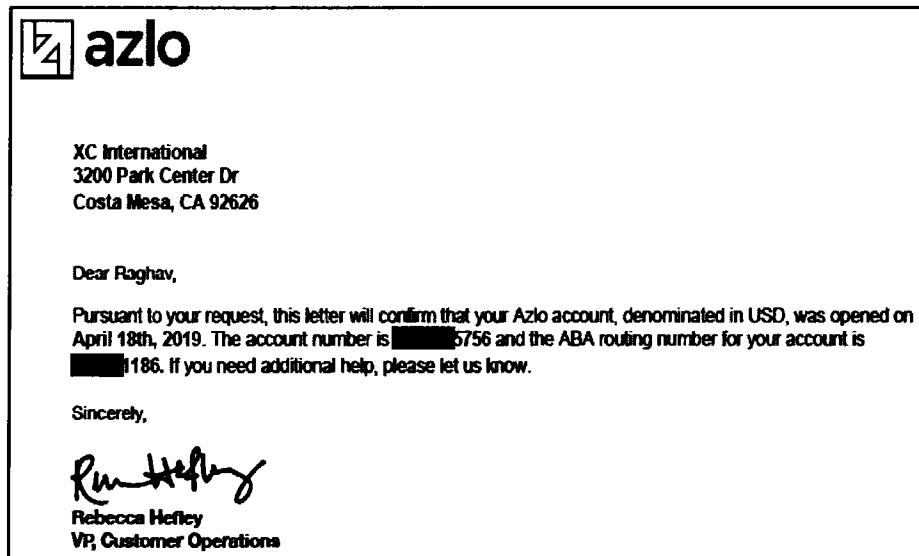 azlo
XC International
3200 Park Center Dr
Costa Mesa, CA 92626
Dear Raghav,
Pursuant to your request, this letter will confirm that your Azlo account, denominated in USD, was opened on
April 18th, 2019. The account number is 5756 and the ABA routing number for your account is
1186. If you need additional help, please let us know.
Sincerely,
Rebecca Hefley
VP, Customer Operations